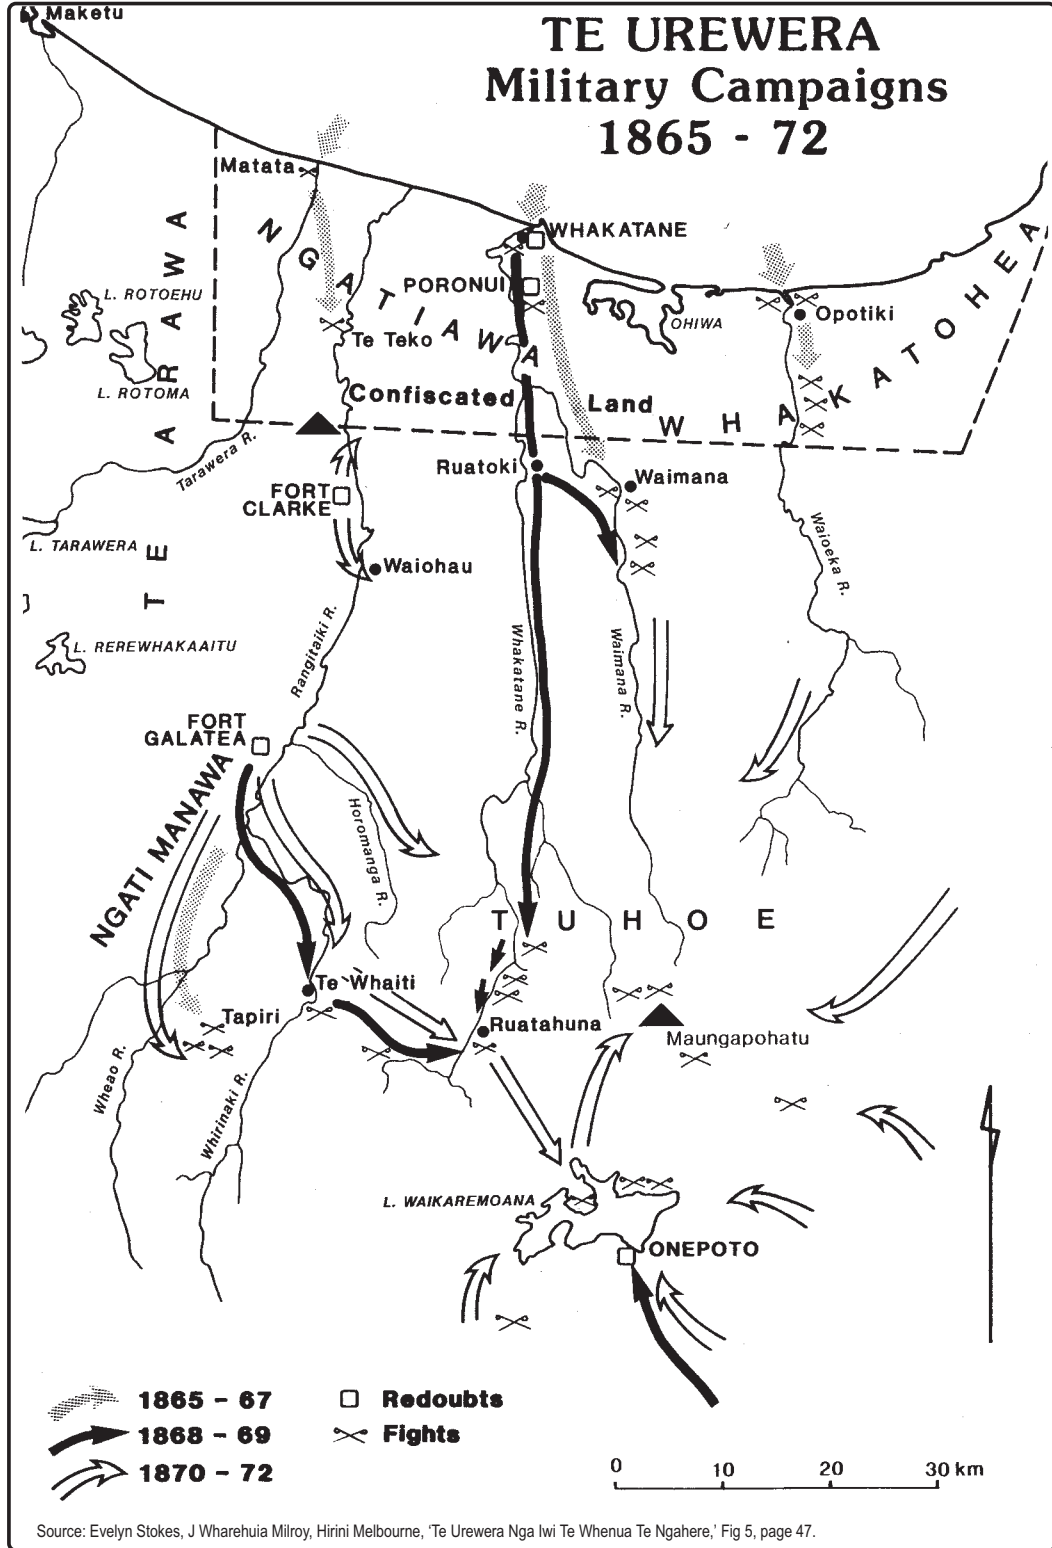 TE UREWERA
Military Campaigns
1865 - 72
Maketu
Matata
WHAKATANE
PORONUI
OHIWA
Opotiki
L. ROTOEHU
L. ROTOMA
Te Teko
NGATIAWA
TE ARAWA
WHAKATOHEA
Confiscated Land
Tarawera R.
Ruatoki
Waimana
FORT
CLARKE
L. TARAWERA
Waiohau
Waioeka R.
L. REREWHAKAAITU
Rangitaiki R.
Whakatane R.
Waimana R.
FORT
GALATEA
NGATI MANAWA
Horomanga R.
TUHOE
Te Whaiti
Tapiri
Ruatahuna
Maungapohatu
Wheao R.
Whirinaki R.
L. WAIKAREMOANA
ONEPOTO
1865 - 67
1868 - 69
1870 - 72
Redoubts
Fights
0 10 20 30 km
Source: Evelyn Stokes, J Wharehuia Milroy, Hirini Melbourne, ‘Te Urewera Nga Iwi Te Whenua Te Ngahere,’ Fig 5, page 47.